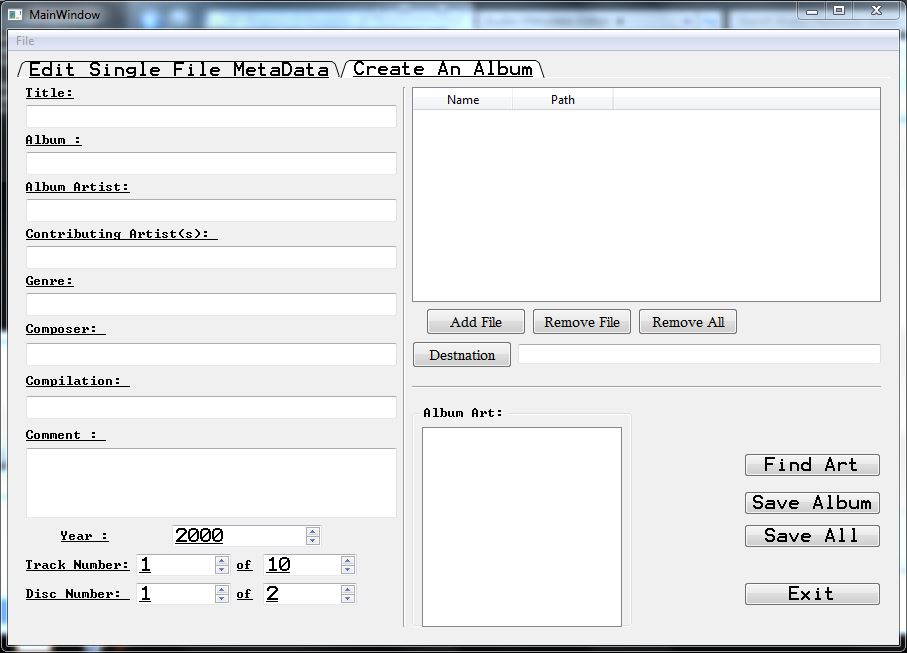 MainWindow
File
Edit Single File MetaData
Create An Album
Title:
Album :
Album Artist:
Contributing Artist(s):
Genre:
Composer:
Compilation:
Comment :
Year : 2000
Track Number: 1 of 10
Disc Number: 1 of 2
Name Path
Add File Remove File Remove All
Destnation
Album Art:
Find Art
Save Album
Save All
Exit